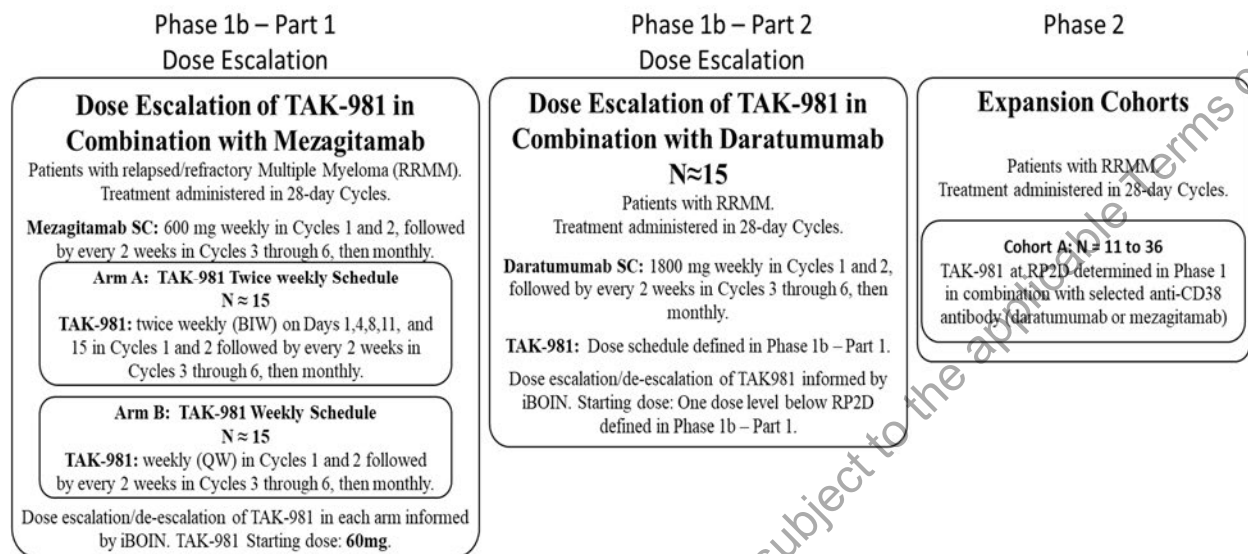 Phase 1b – Part 1
Dose Escalation
Dose Escalation of TAK-981 in
Combination with Mezagitamab
Patients with relapsed/refractory Multiple Myeloma (RRMM).
Treatment administered in 28-day Cycles.
Mezagitamab SC: 600 mg weekly in Cycles 1 and 2, followed
by every 2 weeks in Cycles 3 through 6, then monthly.
Arm A: TAK-981 Twice weekly Schedule
N ≈ 15
TAK-981: twice weekly (BIW) on Days 1,4,8,11, and
15 in Cycles 1 and 2 followed by every 2 weeks in
Cycles 3 through 6, then monthly.
Arm B: TAK-981 Weekly Schedule
N ≈ 15
TAK-981: weekly (QW) in Cycles 1 and 2 followed
by every 2 weeks in Cycles 3 through 6, then monthly.
Dose escalation/de-escalation of TAK-981 in each arm informed
by iBOIN. TAK-981 Starting dose: 60mg.
Phase 1b – Part 2
Dose Escalation
Dose Escalation of TAK-981 in
Combination with Daratumumab
N≈15
Patients with RRMM.
Treatment administered in 28-day Cycles.
Daratumumab SC: 1800 mg weekly in Cycles 1 and 2,
followed by every 2 weeks in Cycles 3 through 6, then
monthly.
TAK-981: Dose schedule defined in Phase 1b – Part 1.
Dose escalation/de-escalation of TAK981 informed by
iBOIN. Starting dose: One dose level below RP2D
defined in Phase 1b – Part 1.
Phase 2
Expansion Cohorts
Patients with RRMM.
Treatment administered in 28-day Cycles.
Cohort A: N = 11 to 36
TAK-981 at RP2D determined in Phase 1
in combination with selected anti-CD38
antibody (daratumumab or mezagitamab)
subject to the applicable Terms of